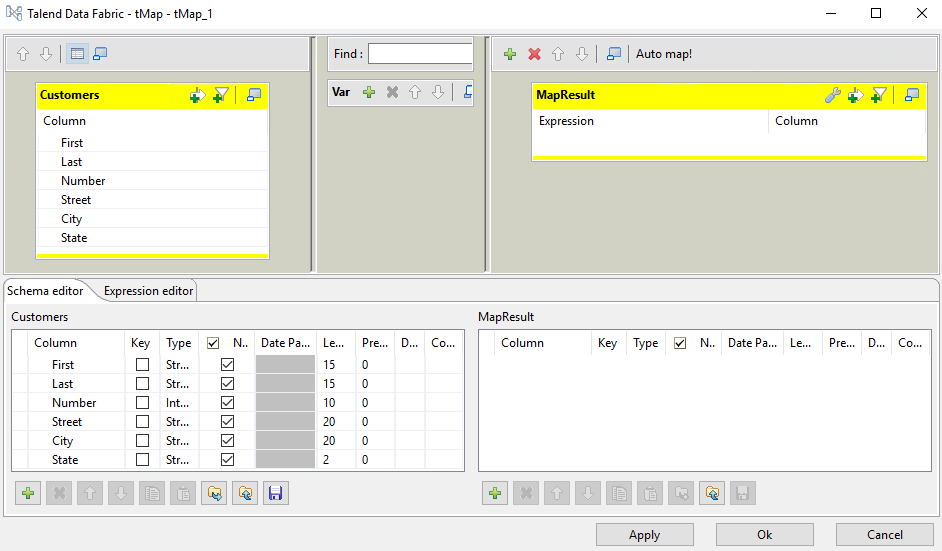 Talend Data Fabric - tMap - tMap_1
Find :
Auto map!
Customers
Column
First
Last
Number
Street
City
State
Var
MapResult
Expression Column
Schema editor Expression editor
Customers
Column Key Type N.. Date Pa... Le... Pre... D... Co...
First Str... 15 0
Last Str... 15 0
Number Int... 10 0
Street Str... 20 0
City Str... 20 0
State Str... 2 0
MapResult
Column Key Type N.. Date Pa... Le... Pre... D... Co...
Apply Ok Cancel